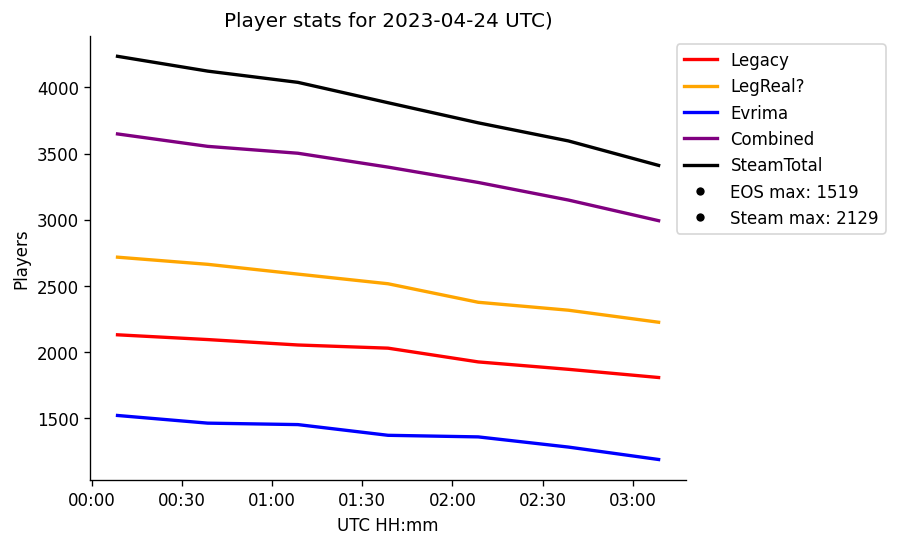 Player stats for 2023-04-24 UTC)
Legacy
LegReal?
Evrima
Combined
SteamTotal
EOS max: 1519
Steam max: 2129
Players
4000
3500
3000
2500
2000
1500
00:00 00:30 01:00 01:30 02:00 02:30 03:00
UTC HH:mm